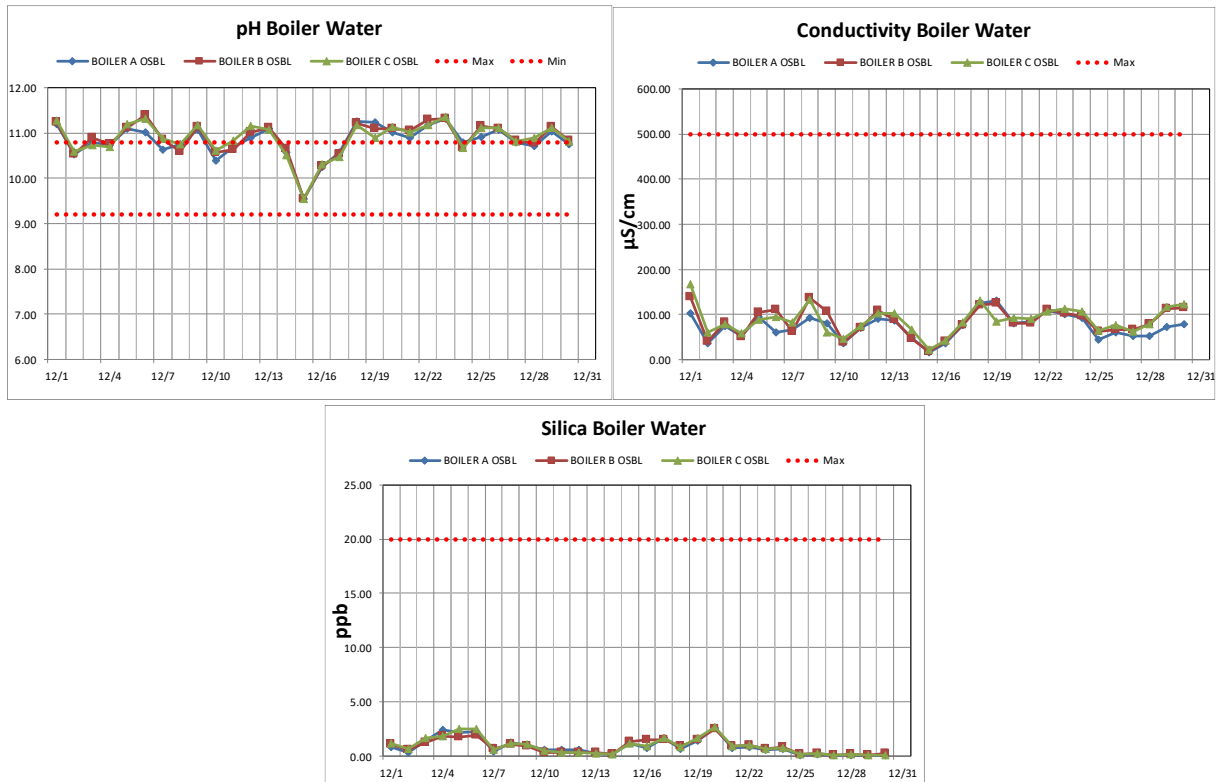 pH Boiler Water
BOILER A OSBL BOILER B OSBL BOILER C OSBL Max Min
12.00
11.00
10.00
9.00
8.00
7.00
6.00
12/1 12/4 12/7 12/10 12/13 12/16 12/19 12/22 12/25 12/28 12/31
Conductivity Boiler Water
BOILER A OSBL BOILER B OSBL BOILER C OSBL Max
600.00
500.00
400.00
300.00
200.00
100.00
0.00
µS/cm
12/1 12/4 12/7 12/10 12/13 12/16 12/19 12/22 12/25 12/28 12/31
Silica Boiler Water
BOILER A OSBL BOILER B OSBL BOILER C OSBL Max
25.00
20.00
15.00
10.00
5.00
0.00
ppb
12/1 12/4 12/7 12/10 12/13 12/16 12/19 12/22 12/25 12/28 12/31